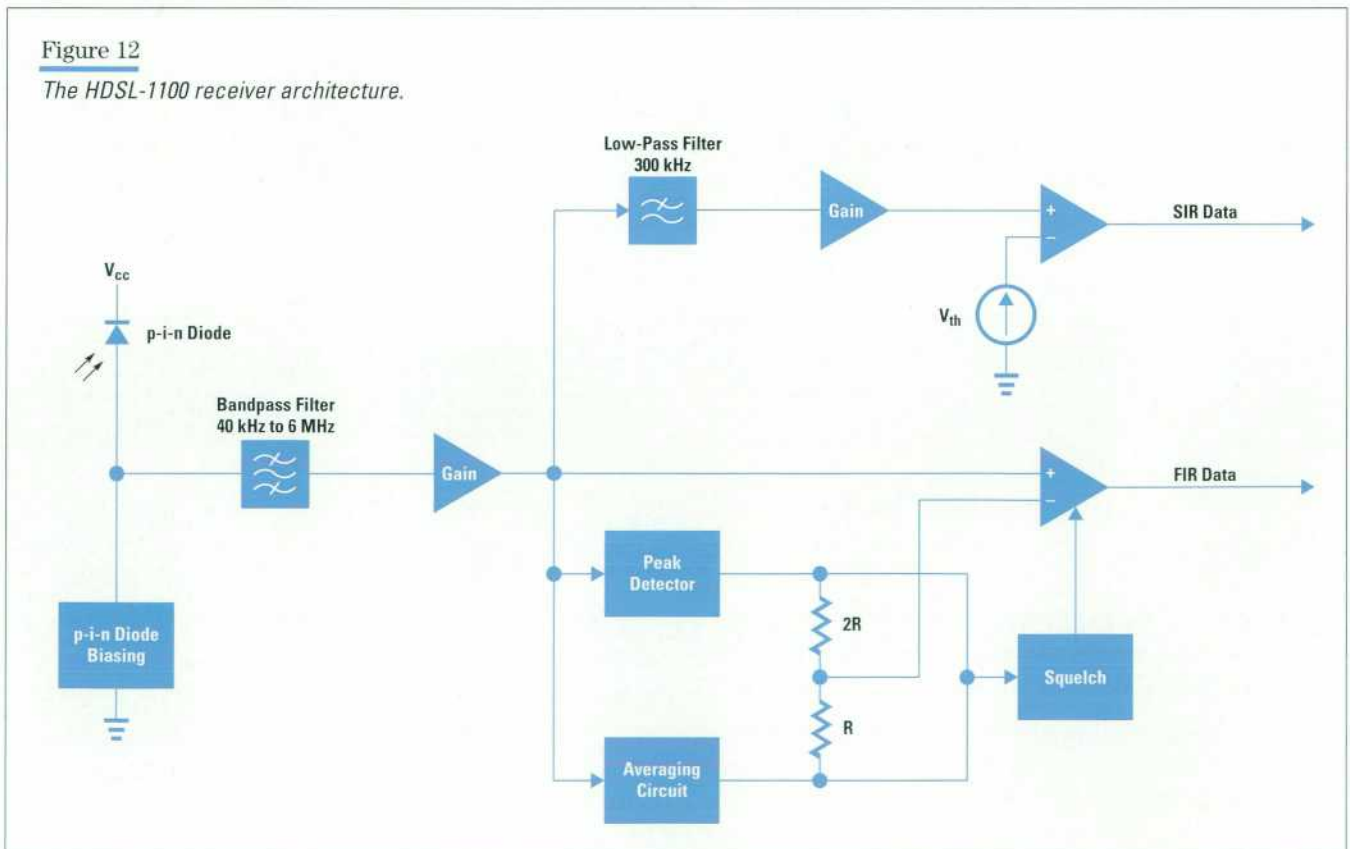 Figure 12
The HDSL-1100 receiver architecture.
Low-Pass Filter
300 kHz
Gain
+
−
SIR Data
Vcc
p-i-n Diode
Vth
Bandpass Filter
40 kHz to 6 MHz
Gain
+
−
FIR Data
Peak
Detector
2R
p-i-n Diode
Biasing
Squelch
R
Averaging
Circuit